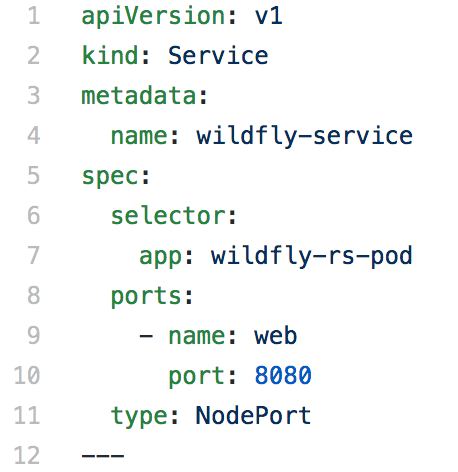 1 apiVersion: v1
2 kind: Service
3 metadata:
4   name: wildfly-service
5 spec:
6   selector:
7     app: wildfly-rs-pod
8   ports:
9     - name: web
10       port: 8080
11   type: NodePort
12 ---